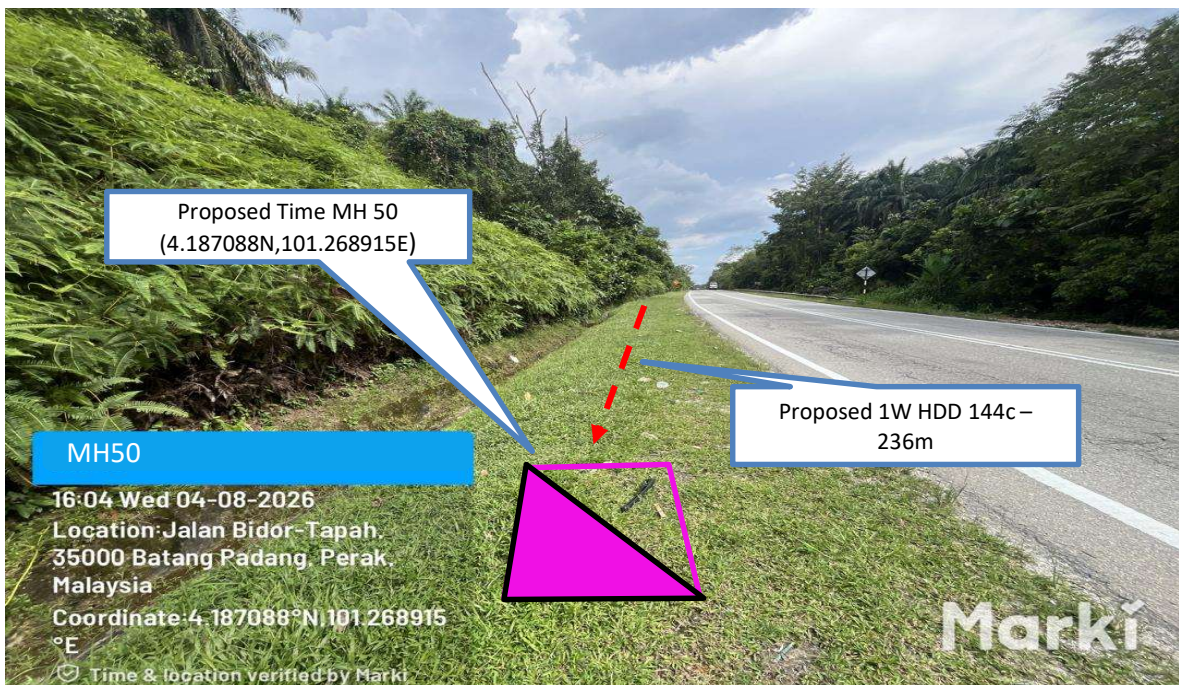 Proposed Time MH 50
(4.187088N,101.268915E)
Proposed 1W HDD 144c –
236m
MH50
16:04 Wed 04-08-2026
Location:Jalan Bidor-Tapah,
35000 Batang Padang, Perak,
Malaysia
Coordinate:4.187088°N,101.268915
°E
Time & location verified by Marki
Marki